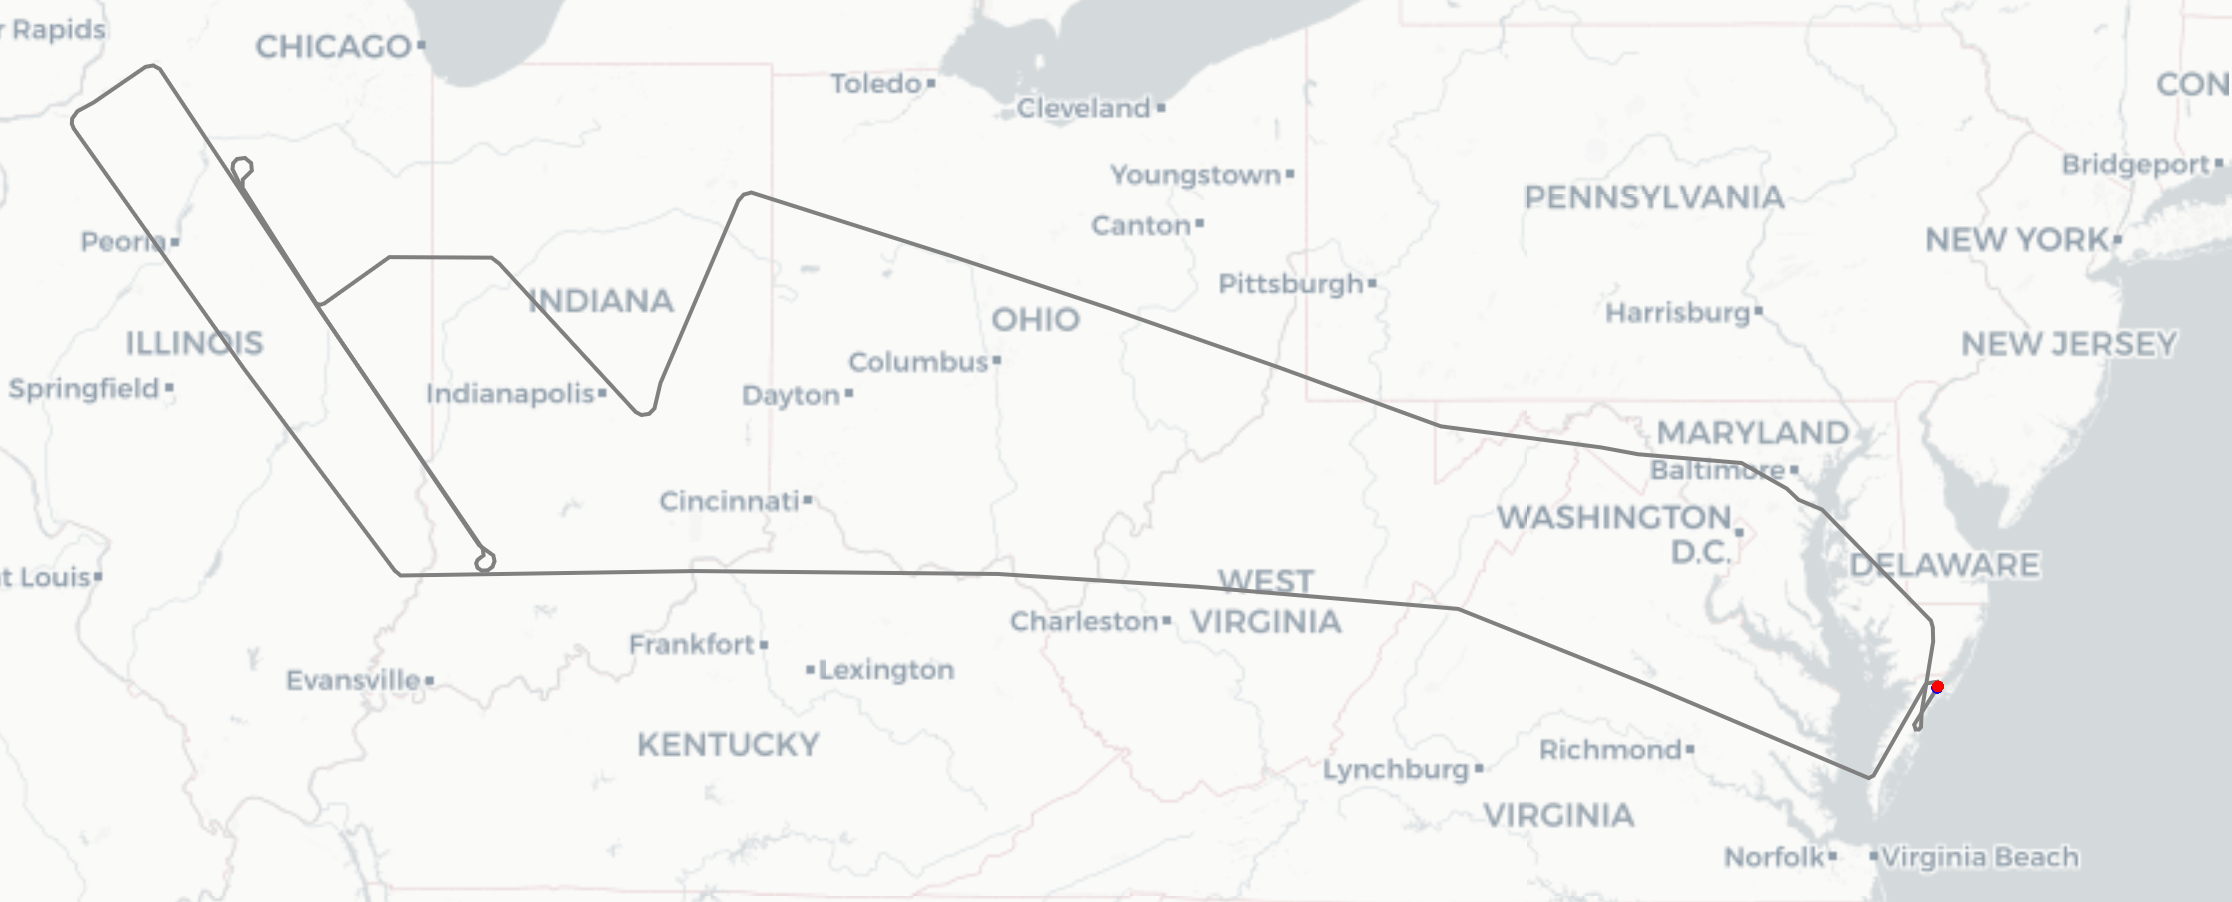 r Rapids
CHICAGO
Toledo
Cleveland
CON
Youngstown
Bridgeport
PENNSYLVANIA
Peoria
Canton
NEW YORK
Pittsburgh
INDIANA
Harrisburg
OHIO
ILLINOIS
NEW JERSEY
Columbus
Springfield
Indianapolis
Dayton
MARYLAND
Baltimore
Cincinnati
WASHINGTON
D.C.
DELAWARE
t Louis
WEST
VIRGINIA
Charleston
Frankfort
Lexington
Evansville
KENTUCKY
Richmond
Lynchburg
VIRGINIA
Norfolk
Virginia Beach